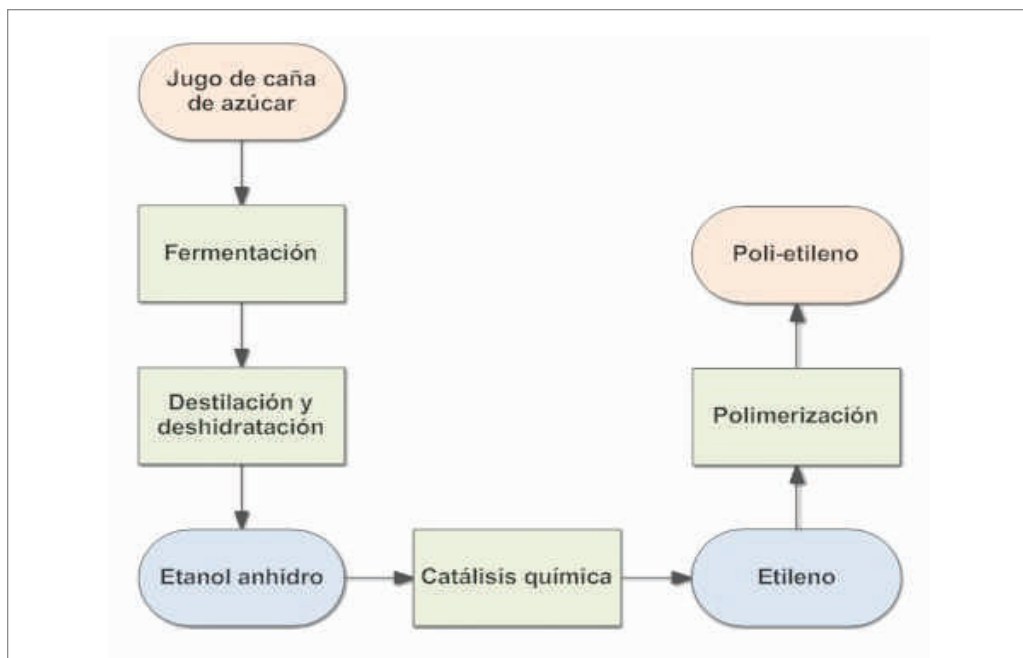 Jugo de caña
de azúcar
Fermentación
Destilación y
deshidratación
Etanol anhidro
Catálisis química
Etileno
Polimerización
Poli-etileno